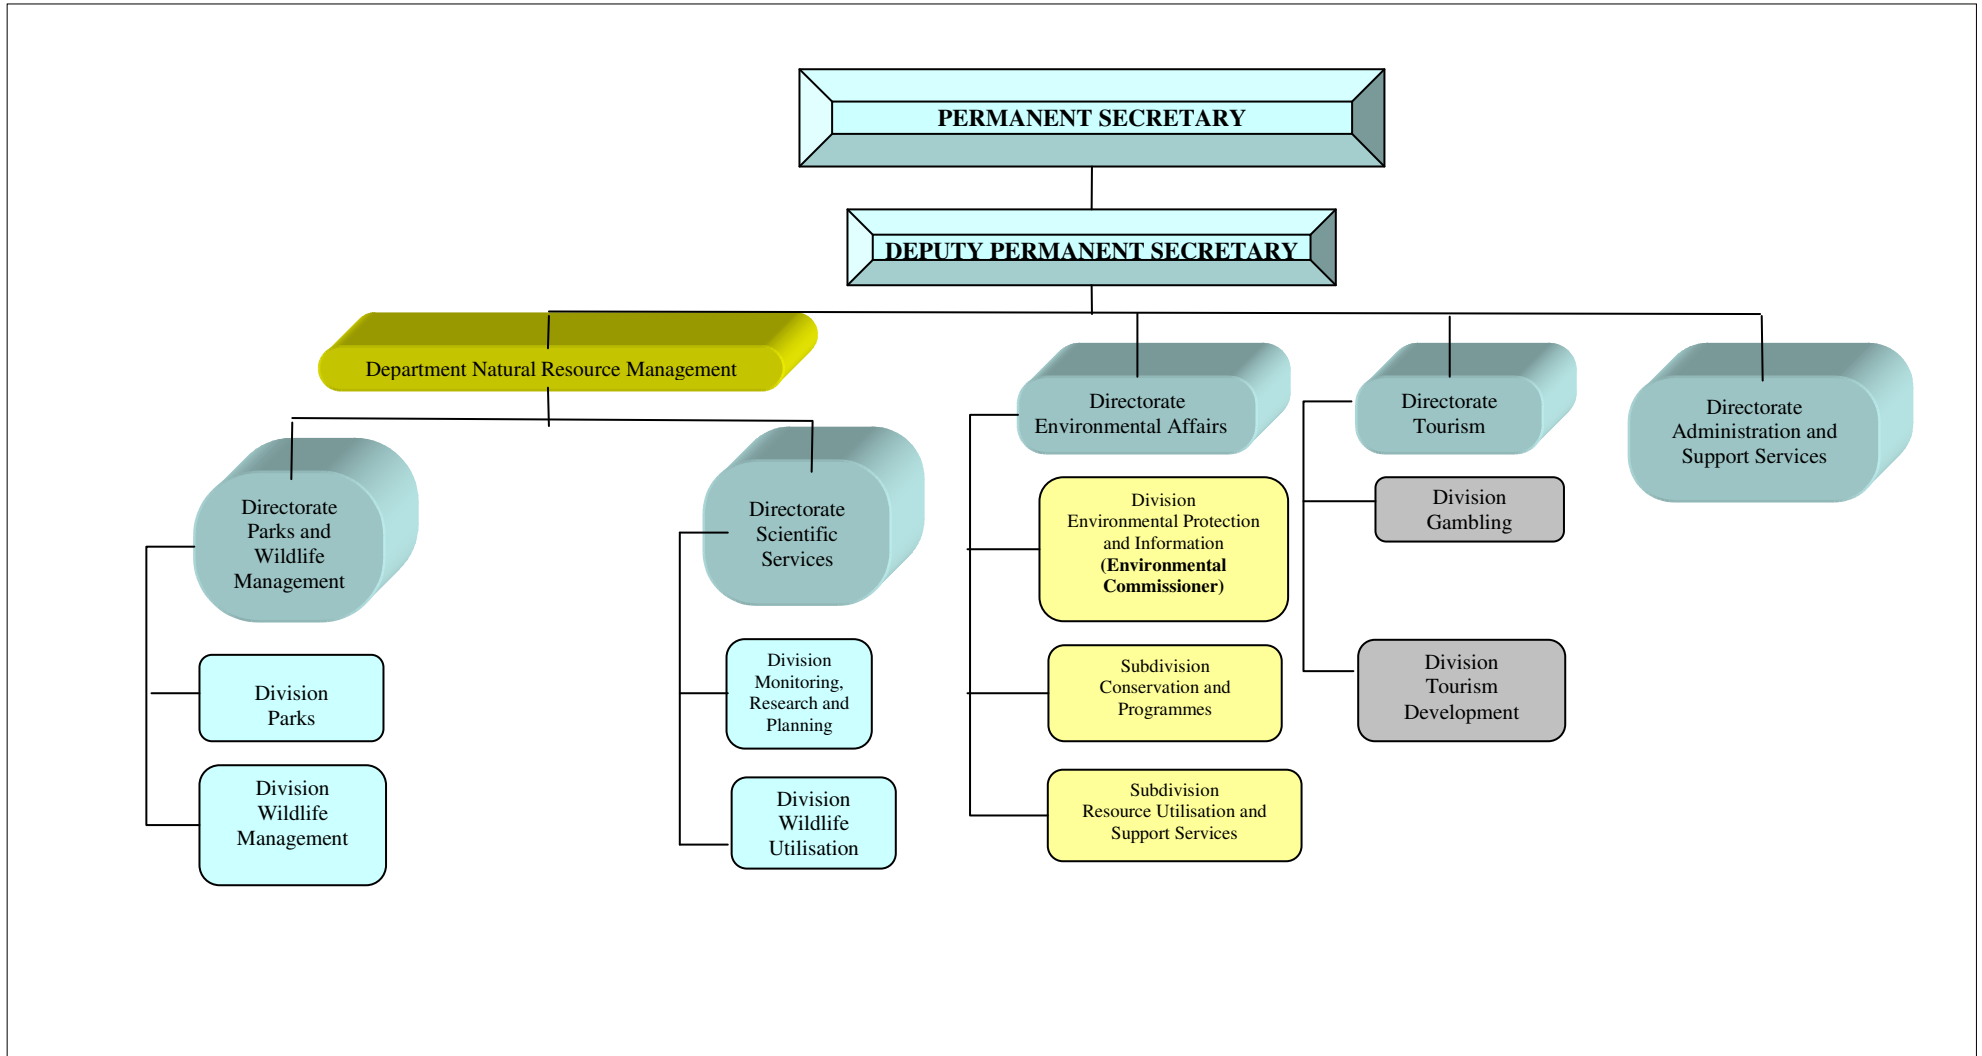 PERMANENT SECRETARY
DEPUTY PERMANENT SECRETARY
Department Natural Resource Management
Directorate
Parks and
Wildlife
Management
Division
Parks
Division
Wildlife
Management
Directorate
Scientific
Services
Division
Monitoring,
Research and
Planning
Division
Wildlife
Utilisation
Directorate
Environmental Affairs
Division
Environmental Protection
and Information
(Environmental
Commissioner)
Subdivision
Conservation and
Programmes
Subdivision
Resource Utilisation and
Support Services
Directorate
Tourism
Division
Gambling
Division
Tourism
Development
Directorate
Administration and
Support Services